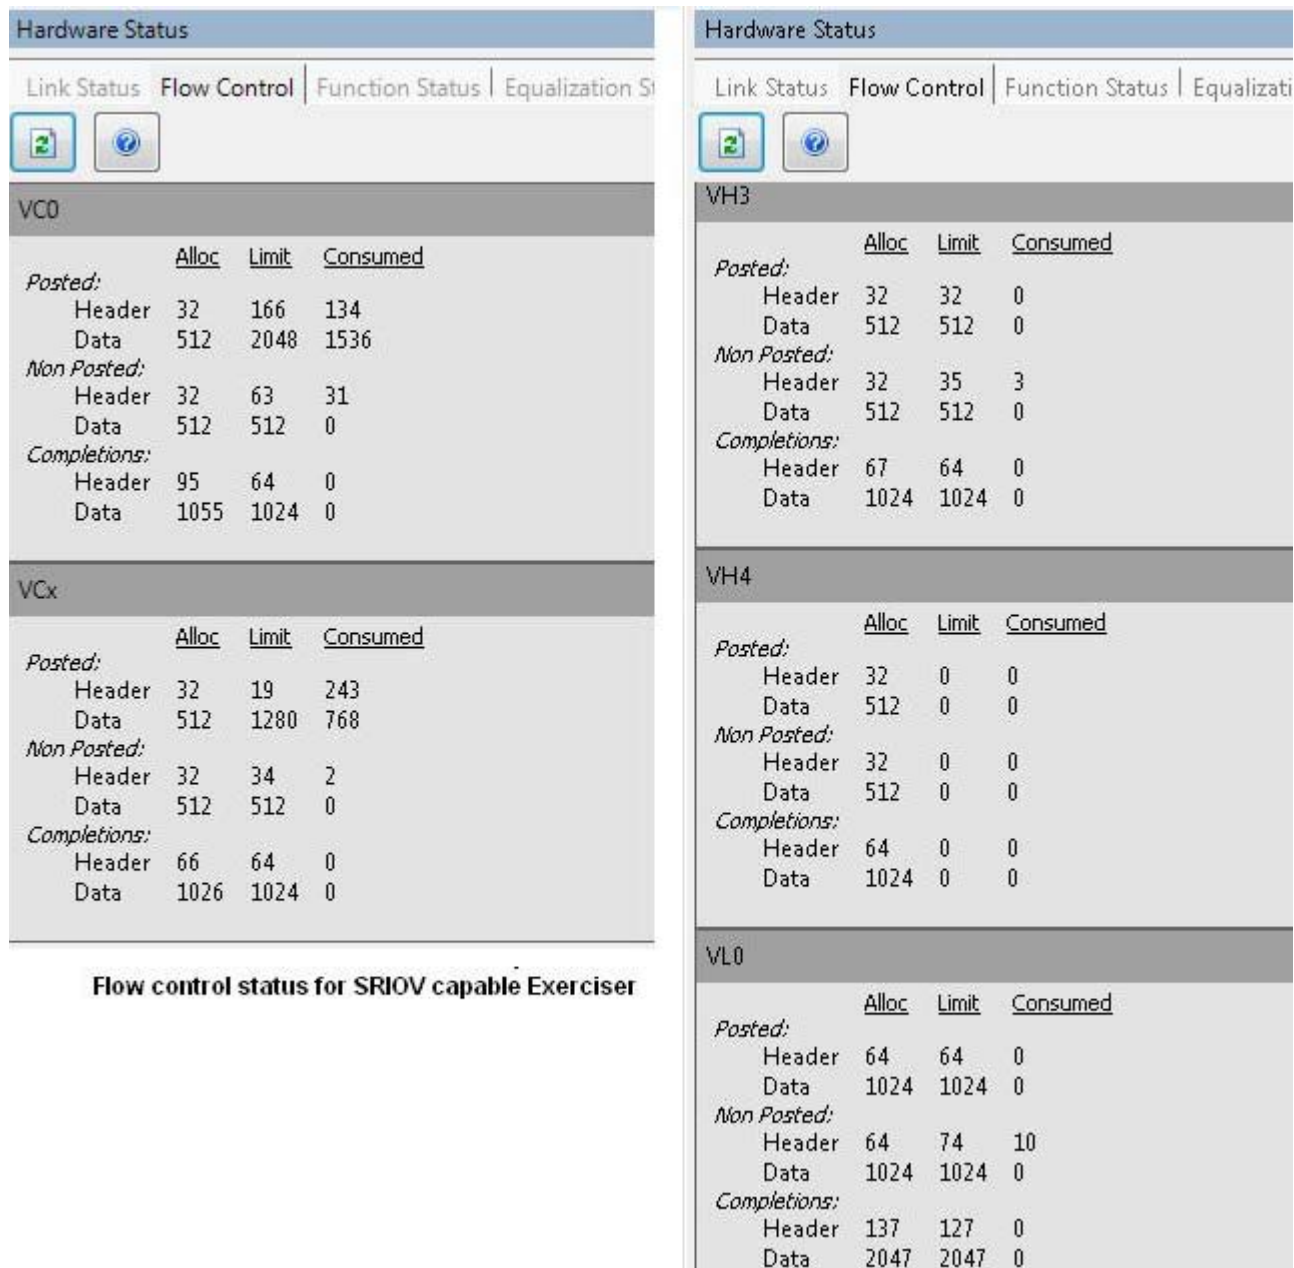 Hardware Status
Link Status Flow Control Function Status Equalization St
VC0
Alloc Limit Consumed
Posted:
Header 32 166 134
Data 512 2048 1536
Non Posted:
Header 32 63 31
Data 512 512 0
Completions:
Header 95 64 0
Data 1055 1024 0
VCx
Alloc Limit Consumed
Posted:
Header 32 19 243
Data 512 1280 768
Non Posted:
Header 32 34 2
Data 512 512 0
Completions:
Header 66 64 0
Data 1026 1024 0
Flow control status for SRIOV capable Exerciser
Hardware Status
Link Status Flow Control Function Status Equalizati
VH3
Alloc Limit Consumed
Posted:
Header 32 32 0
Data 512 512 0
Non Posted:
Header 32 35 3
Data 512 512 0
Completions:
Header 67 64 0
Data 1024 1024 0
VH4
Alloc Limit Consumed
Posted:
Header 32 0 0
Data 512 0 0
Non Posted:
Header 32 0 0
Data 512 0 0
Completions:
Header 64 0 0
Data 1024 0 0
VL0
Alloc Limit Consumed
Posted:
Header 64 64 0
Data 1024 1024 0
Non Posted:
Header 64 74 10
Data 1024 1024 0
Completions:
Header 137 127 0
Data 2047 2047 0